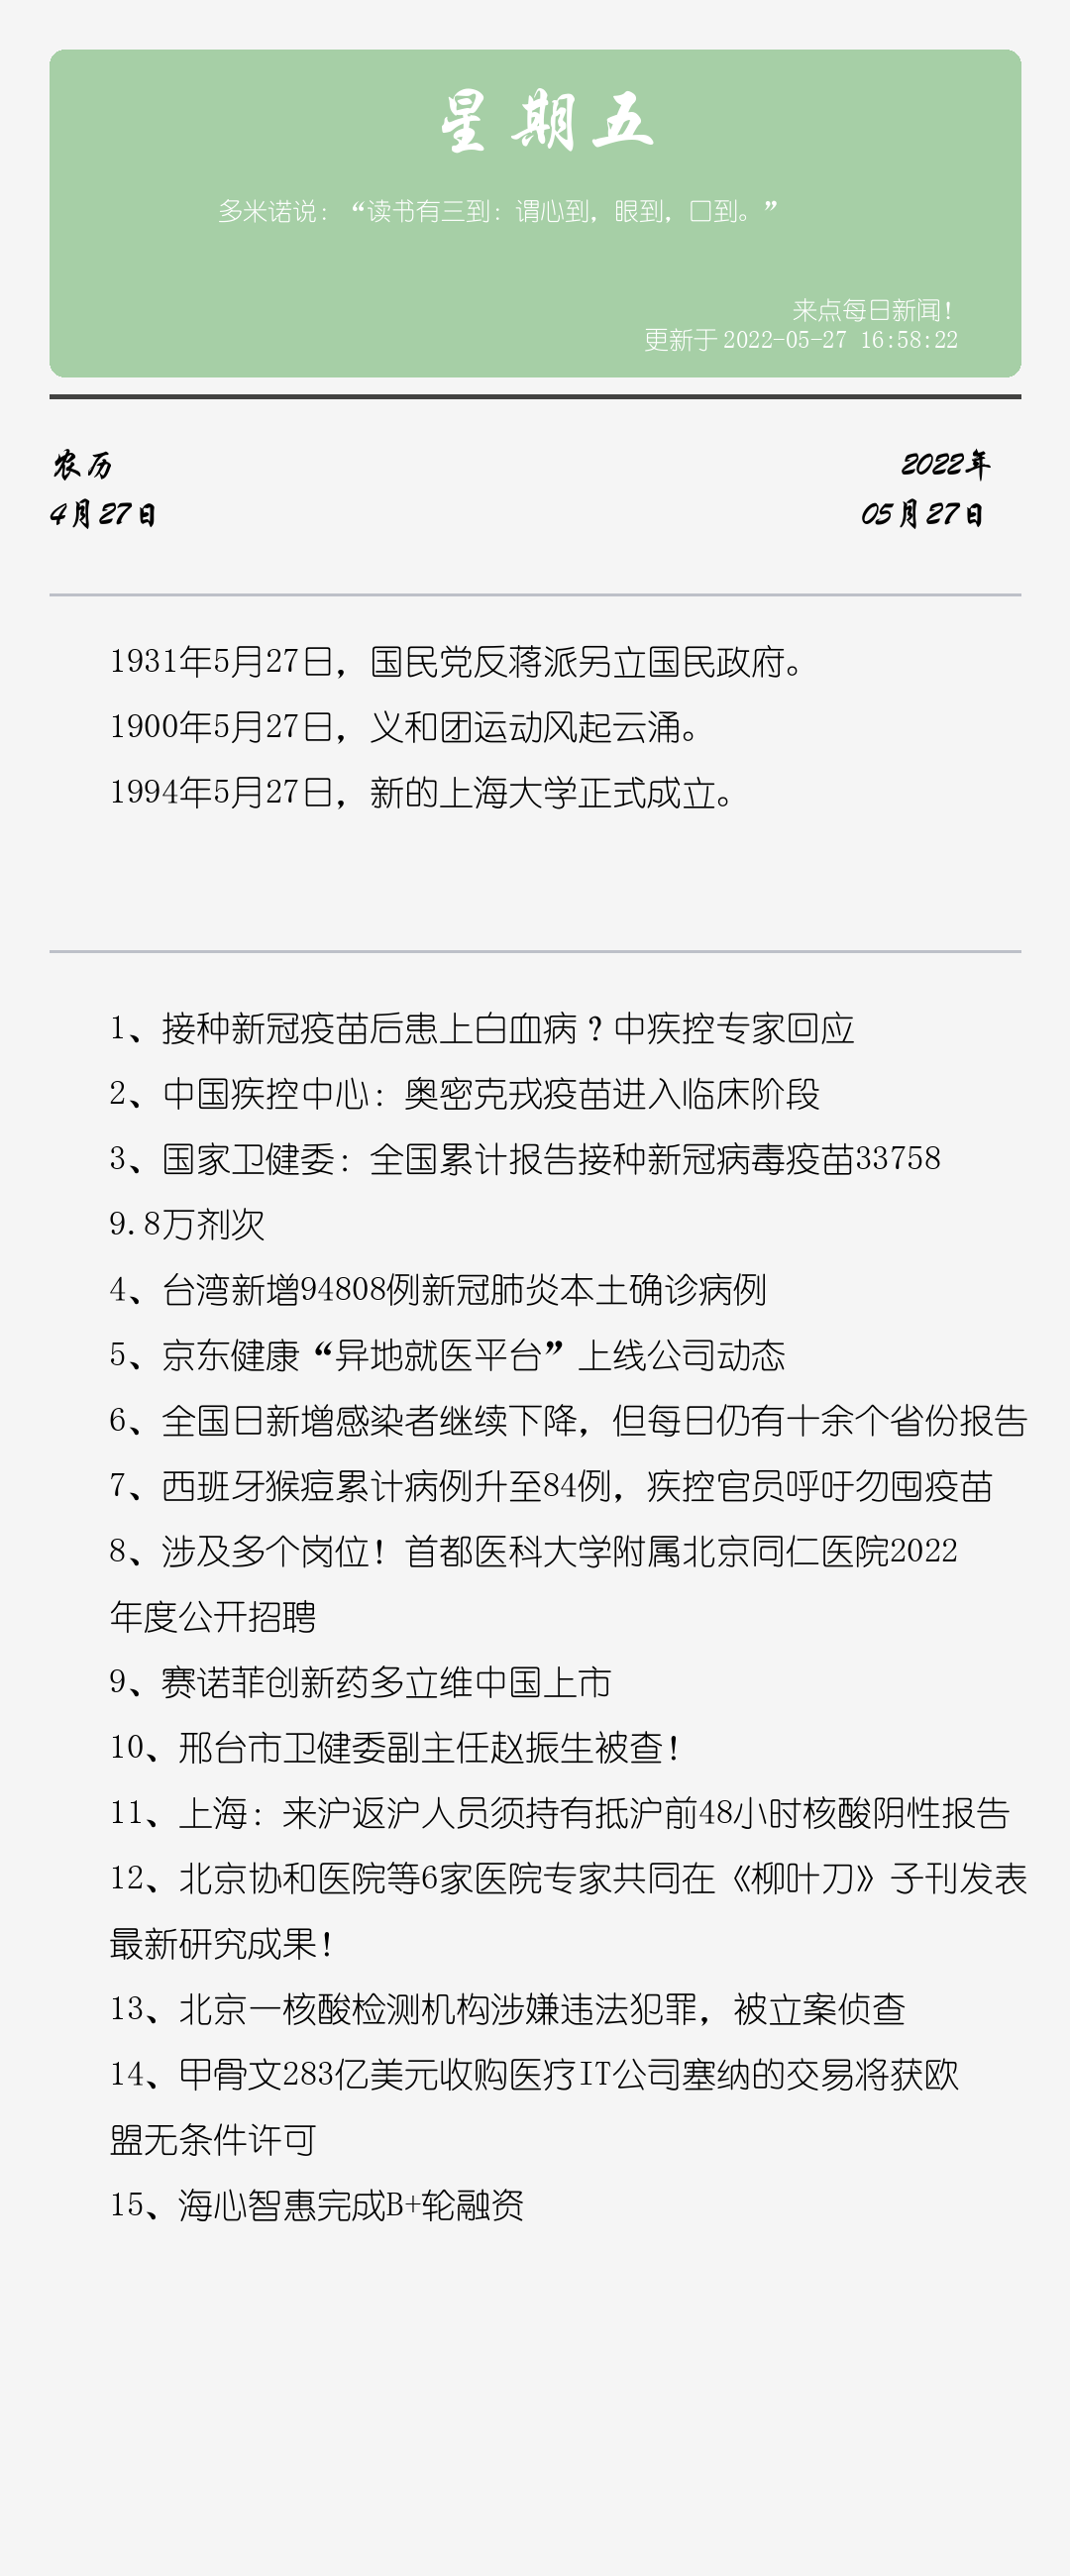 星期五
多米诺说：“读书有三到：谓心到，眼到，口到。”
来点每日新闻！
更新于 2022-05-27 16:58:22
农历
2022年
4月27日
05月27日
1931年5月27日，国民党反蒋派另立国民政府。
1900年5月27日，义和团运动风起云涌。
1994年5月27日，新的上海大学正式成立。
1、接种新冠疫苗后患上白血病？中疾控专家回应
2、中国疾控中心：奥密克戎疫苗进入临床阶段
3、国家卫健委：全国累计报告接种新冠病毒疫苗33758
9.8万剂次
4、台湾新增94808例新冠肺炎本土确诊病例
5、京东健康“异地就医平台”上线公司动态
6、全国日新增感染者继续下降，但每日仍有十余个省份报告
7、西班牙猴痘累计病例升至84例，疾控官员呼吁勿囤疫苗
8、涉及多个岗位！首都医科大学附属北京同仁医院2022
年度公开招聘
9、赛诺菲创新药多立维中国上市
10、邢台市卫健委副主任赵振生被查！
11、上海：来沪返沪人员须持有抵沪前48小时核酸阴性报告
12、北京协和医院等6家医院专家共同在《柳叶刀》子刊发表
最新研究成果！
13、北京一核酸检测机构涉嫌违法犯罪，被立案侦查
14、甲骨文283亿美元收购医疗IT公司塞纳的交易将获欧
盟无条件许可
15、海心智惠完成B+轮融资